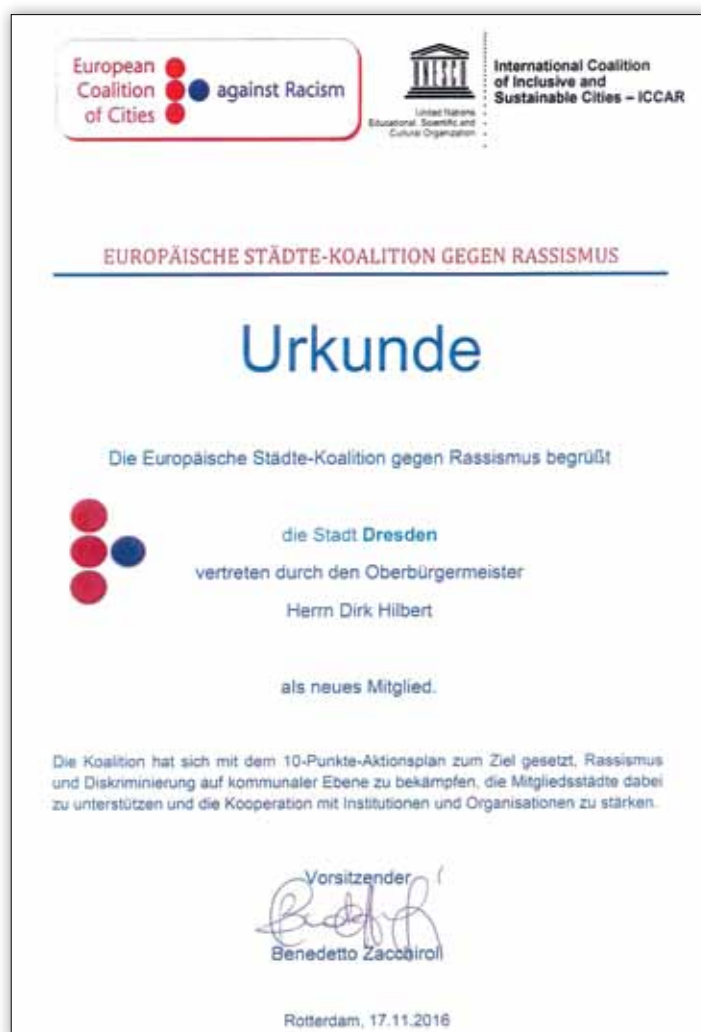 European
Coalition
of Cities
against Racism
UNESCO
United Nations
Educational, Scientific and
Cultural Organization
International Coalition
of Inclusive and
Sustainable Cities – ICCAR
EUROPÄISCHE STÄDTE-KOALITION GEGEN RASSISMUS
Urkunde
Die Europäische Städte-Koalition gegen Rassismus begrüßt
die Stadt Dresden
vertreten durch den Oberbürgermeister
Herrn Dirk Hilbert
als neues Mitglied.
Die Koalition hat sich mit dem 10-Punkte-Aktionsplan zum Ziel gesetzt, Rassismus
und Diskriminierung auf kommunaler Ebene zu bekämpfen, die Mitgliedsstädte dabei
zu unterstützen und die Kooperation mit Institutionen und Organisationen zu stärken.
Vorsitzender
Benedetto Zacchiroli
Rotterdam, 17.11.2016